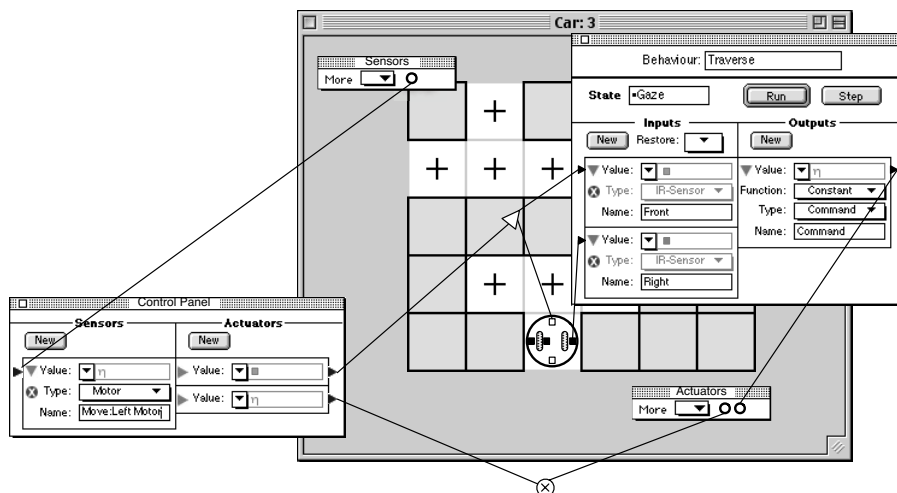 Car: 3
Sensors
More
Behaviour: Traverse
State ▪Gaze Run Step
Inputs Outputs
New Restore: New
Value: Value: η
Type: IR-Sensor Function: Constant
Name: Front Type: Command
Value: Name: Command
Type: IR-Sensor
Name: Right
Control Panel
Sensors Actuators
New New
Value: η Value:
Type: Motor Value: η
Name: Move:Left Motor
Actuators
More